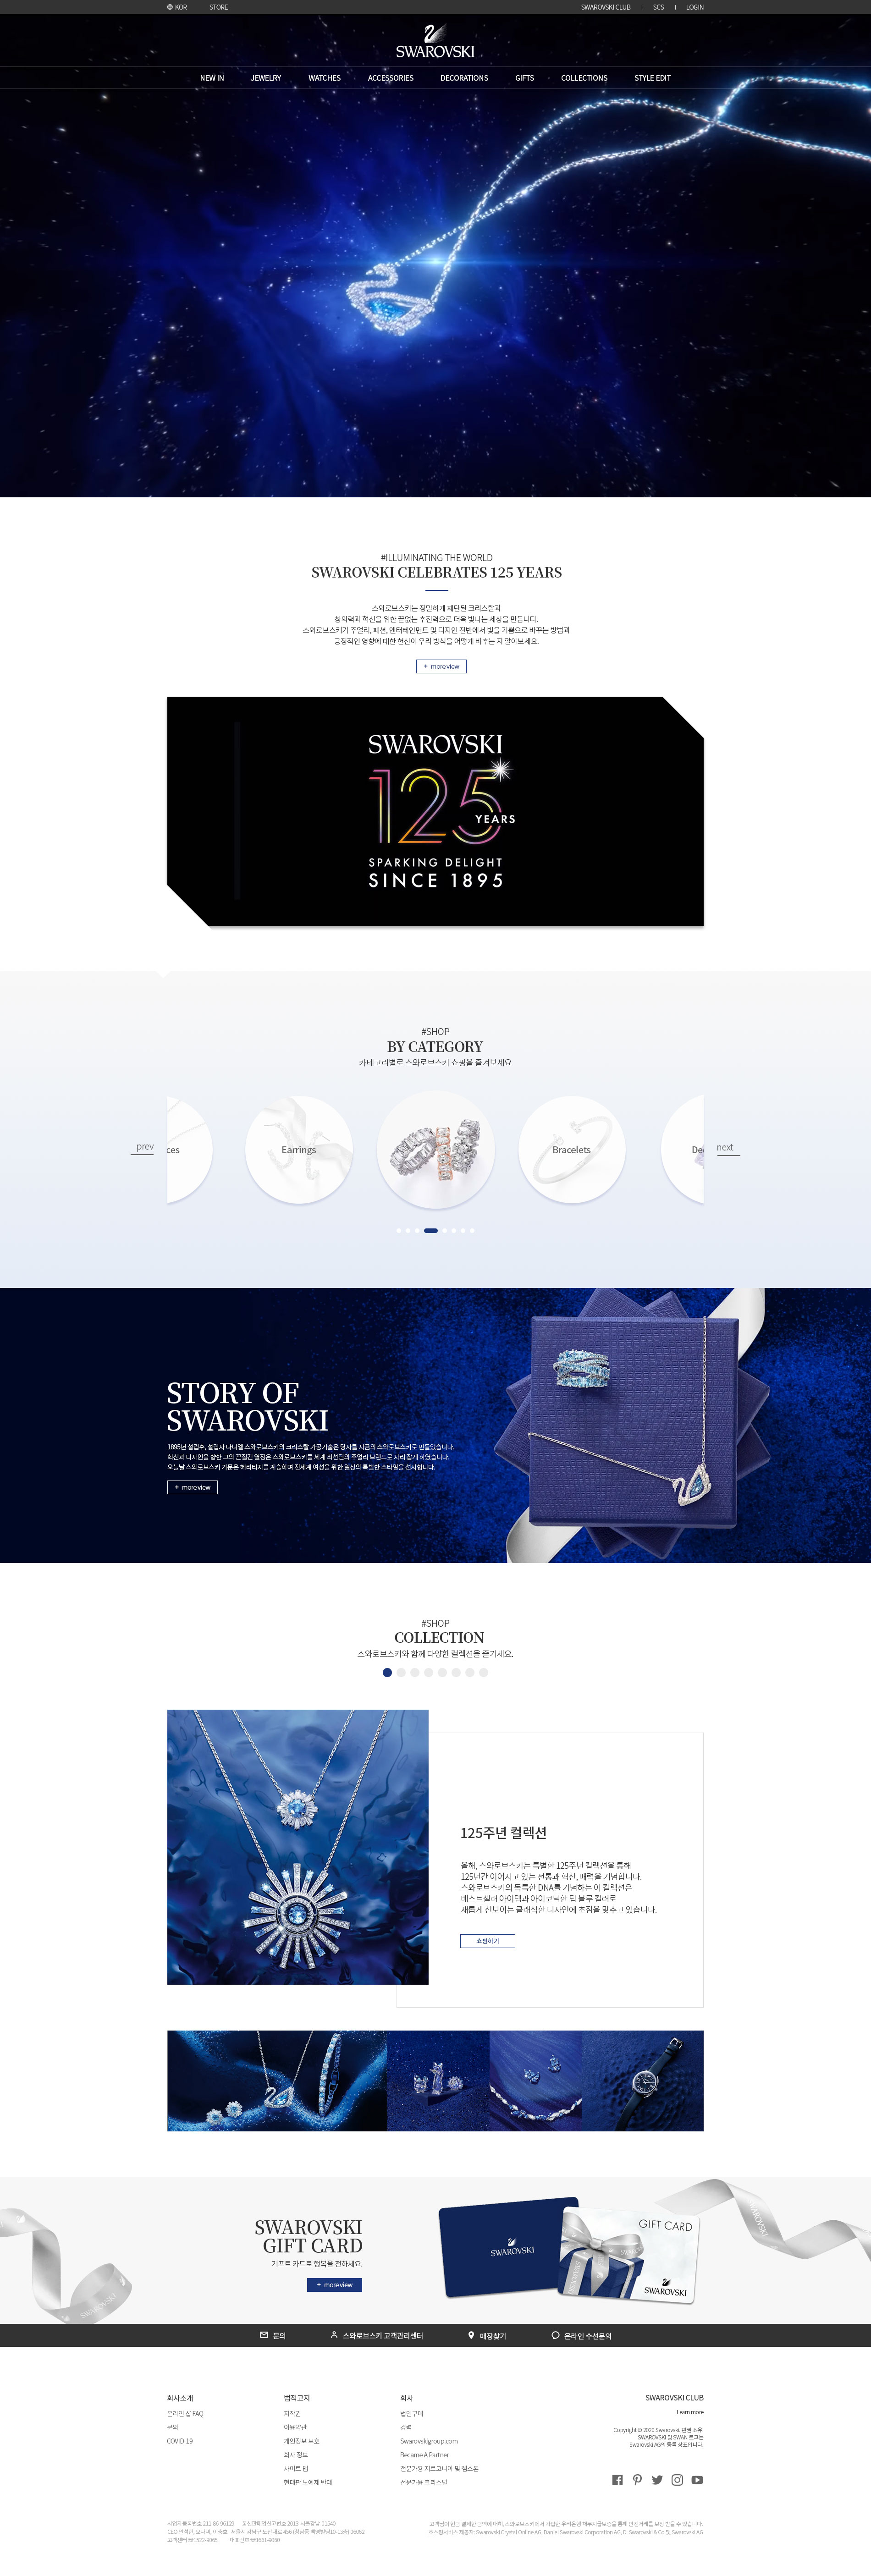 KOR STORE SWAROVSKI CLUB SCS LOGIN
SWAROVSKI
NEW IN JEWELRY WATCHES ACCESSORIES DECORATIONS GIFTS COLLECTIONS STYLE EDIT
#ILLUMINATING THE WORLD
SWAROVSKI CELEBRATES 125 YEARS
스와로브스키는 정밀하게 재단된 크리스탈과
창의력과 혁신을 위한 끝없는 추진력으로 더욱 빛나는 세상을 만듭니다.
스와로브스키가 주얼리, 패션, 엔터테인먼트 및 디자인 전반에서 빛을 기쁨으로 바꾸는 방법과
긍정적인 영향에 대한 헌신이 우리 방식을 어떻게 비추는 지 알아보세요.
+ more view
SWAROVSKI
125
YEARS
SPARKING DELIGHT
SINCE 1895
#SHOP
BY CATEGORY
카테고리별로 스와로브스키 쇼핑을 즐겨보세요
prev ces Earrings Bracelets De next
STORY OF
SWAROVSKI
1895년 설립후, 설립자 다니엘 스와로브스키의 크리스탈 가공기술은 당사를 지금의 스와로브스키로 만들었습니다.
혁신과 디자인을 향한 그의 끈질긴 열정은 스와로브스키를 세계 최선단의 주얼리 브랜드로 자리 잡게 하였습니다.
오늘날 스와로브스키 가문은 헤리티지를 계승하며 전세계 여성을 위한 일상의 특별한 스타일을 선사합니다.
+ more view
#SHOP
COLLECTION
스와로브스키와 함께 다양한 컬렉션을 즐기세요.
125주년 컬렉션
올해, 스와로브스키는 특별한 125주년 컬렉션을 통해
125년간 이어지고 있는 전통과 혁신, 매력을 기념합니다.
스와로브스키의 독특한 DNA를 기념하는 이 컬렉션은
베스트셀러 아이템과 아이코닉한 딥 블루 컬러로
새롭게 선보이는 클래식한 디자인에 초점을 맞추고 있습니다.
쇼핑하기
SWAROVSKI
GIFT CARD
기프트 카드로 행복을 전하세요.
+ more view
SWAROVSKI
GIFT CARD
SWAROVSKI
문의 스와로브스키 고객관리센터 매장찾기 온라인 수선문의
회사소개
온라인 샵 FAQ
문의
COVID-19
법적고지
저작권
이용약관
개인정보 보호
회사 정보
사이트 맵
현대판 노예제 반대
회사
법인구매
경력
Swarovskigroup.com
Became A Partner
전문가용 지르코니아 및 젬스톤
전문가용 크리스탈
SWAROVSKI CLUB
Learn more
Copyright © 2020 Swarovski. 판권 소유.
SWAROVSKI 및 SWAN 로고는
Swarovski AG의 등록 상표입니다.